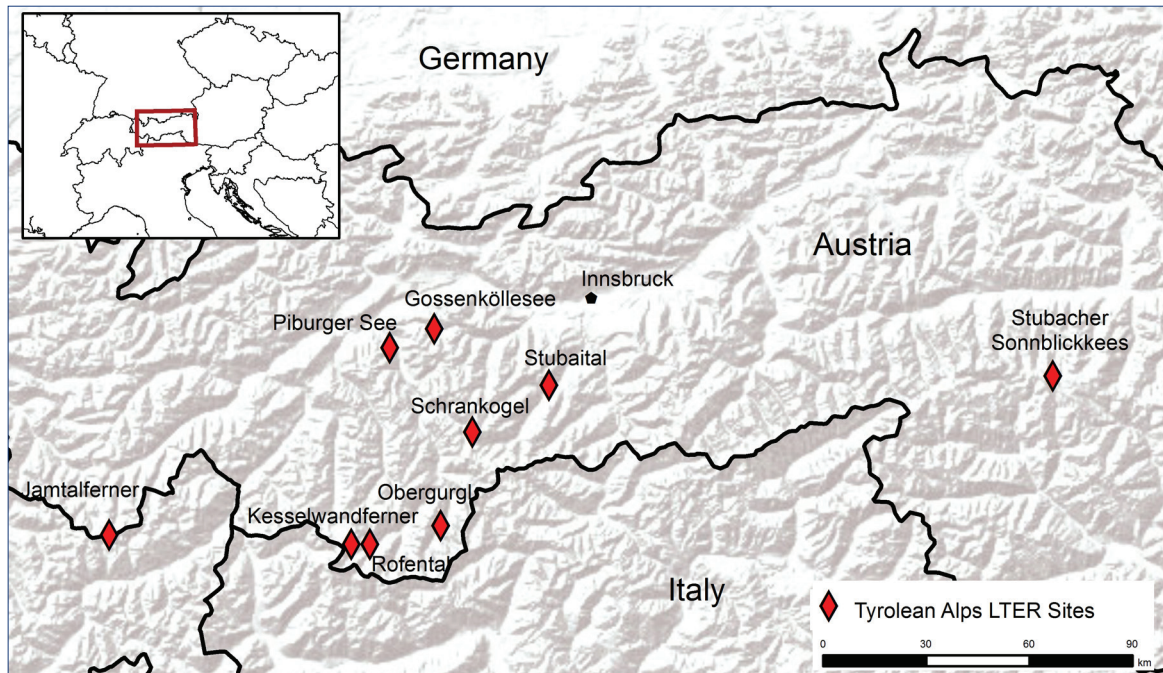 Germany
Austria
Innsbruck
Gossenköllesee
Piburger See
Stubacher
Sonnblickkees
Stubaital
Schrankogel
Jamtalferner
Obergurgl
Kesselwandferner
Rofental
Italy
Tyrolean Alps LTER Sites
0 30 60 90
km